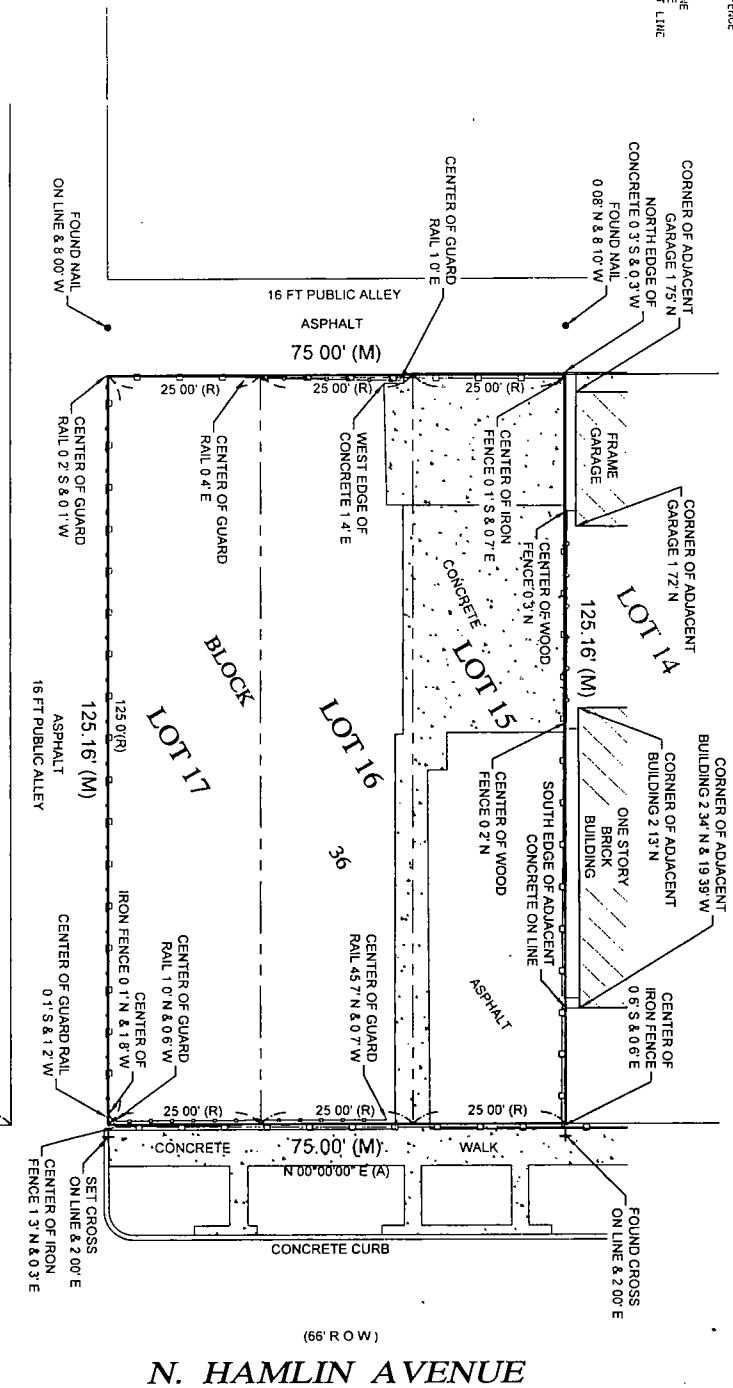 ENCE
NE
E
T LINE
FOUND NAIL
ON LINE & 8 00' W
CENTER OF GUARD
RAIL 1 0' E
CORNER OF ADJACENT
GARAGE 1 75' N
NORTH EDGE OF
CONCRETE 0 3' S & 0 3' W
FOUND NAIL
0 08' N & 8 10' W
16 FT PUBLIC ALLEY
ASPHALT
75 00' (M)
25 00' (R)
25 00' (R)
25 00' (R)
CENTER OF GUARD
RAIL 0 2' S & 0 1' W
CENTER OF GUARD
RAIL 0 4' E
WEST EDGE OF
CONCRETE 1 4' E
CENTER OF IRON
FENCE 0 1' S & 0 7' E
FRAME
GARAGE
CORNER OF ADJACENT
GARAGE 1 72' N
CENTER OF WOOD
FENCE 0 3' N
CONCRETE
125.16' (M)
LOT 14
LOT 15
BLOCK
36
LOT 16
LOT 17
125 0'(R)
125.16' (M)
ASPHALT
16 FT PUBLIC ALLEY
CENTER OF WOOD
FENCE 0 2' N
SOUTH EDGE OF ADJACENT
CONCRETE ON LINE
ONE STORY
BRICK
BUILDING
CORNER OF ADJACENT
BUILDING 2 13' N
CORNER OF ADJACENT
BUILDING 2 34' N & 19 39' W
ASPHALT
CENTER OF
IRON FENCE
0 6' S & 0 6' E
CENTER OF GUARD
RAIL 45 7' N & 0 7' W
CENTER OF GUARD
RAIL 1 0' N & 0 6' W
CENTER OF
IRON FENCE 0 1' N & 1 8' W
CENTER OF GUARD RAIL
0 1' S & 1 2' W
25 00' (R)
25 00' (R)
25 00' (R)
CONCRETE
75.00' (M)
WALK
N 00°00'00" E (A)
CONCRETE CURB
SET CROSS
ON LINE & 2 00' E
CENTER OF IRON
FENCE 1 3' N & 0 3' E
FOUND CROSS
ON LINE & 2 00' E
(66' R O W)
N. HAMLIN AVENUE